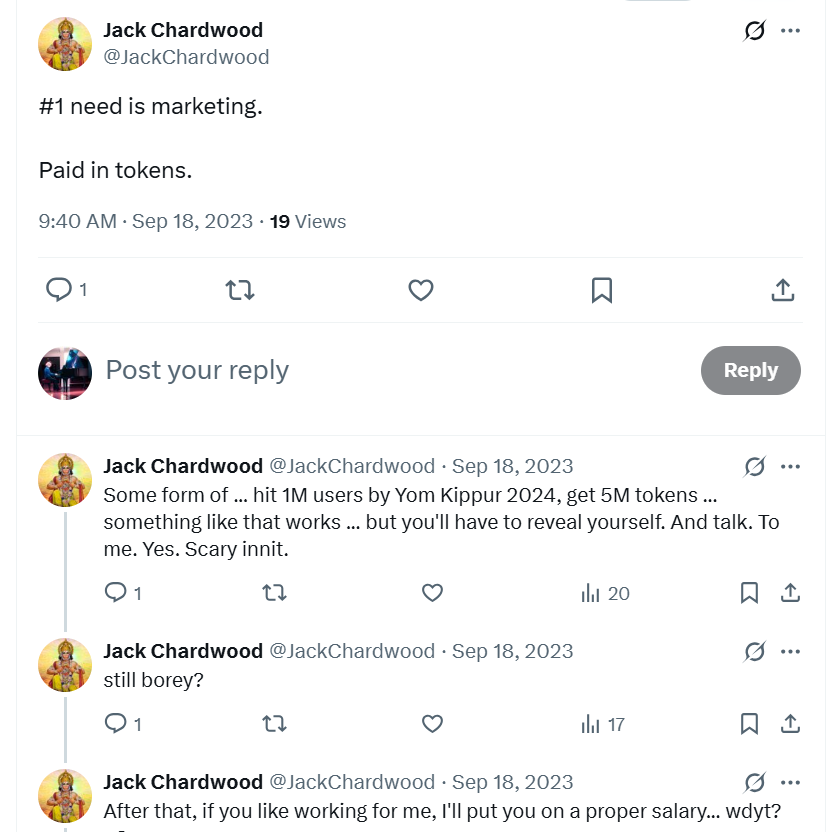 Jack Chardwood
@JackChardwood
#1 need is marketing.
Paid in tokens.
9:40 AM · Sep 18, 2023 · 19 Views
1
Post your reply
Reply
Jack Chardwood @JackChardwood · Sep 18, 2023
Some form of ... hit 1M users by Yom Kippur 2024, get 5M tokens ...
something like that works ... but you'll have to reveal yourself. And talk. To
me. Yes. Scary innit.
1 20
Jack Chardwood @JackChardwood · Sep 18, 2023
still borey?
1 17
Jack Chardwood @JackChardwood · Sep 18, 2023
After that, if you like working for me, I'll put you on a proper salary... wdyt?